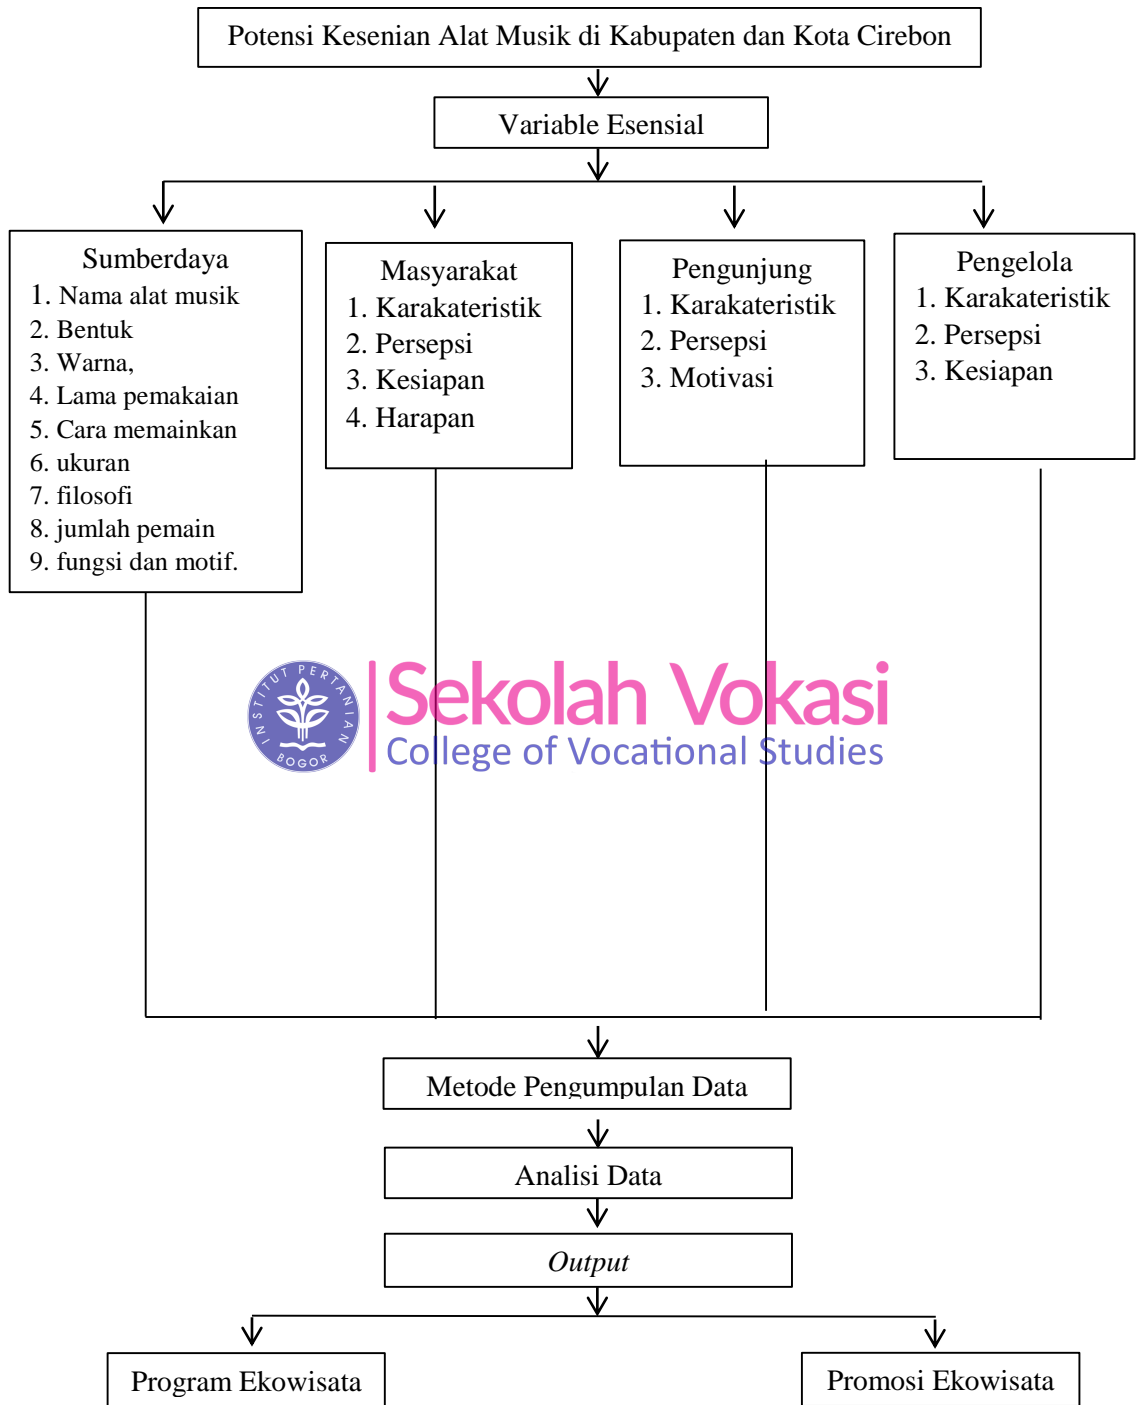 Potensi Kesenian Alat Musik di Kabupaten dan Kota Cirebon
Variable Esensial
Sumberdaya
1. Nama alat musik
2. Bentuk
3. Warna,
4. Lama pemakaian
5. Cara memainkan
6. ukuran
7. filosofi
8. jumlah pemain
9. fungsi dan motif.
Masyarakat
1. Karakateristik
2. Persepsi
3. Kesiapan
4. Harapan
Pengunjung
1. Karakateristik
2. Persepsi
3. Motivasi
Pengelola
1. Karakateristik
2. Persepsi
3. Kesiapan
INSTITUT PERTANIAN
BOGOR
Sekolah Vokasi
College of Vocational Studies
Metode Pengumpulan Data
Analisi Data
Output
Program Ekowisata
Promosi Ekowisata